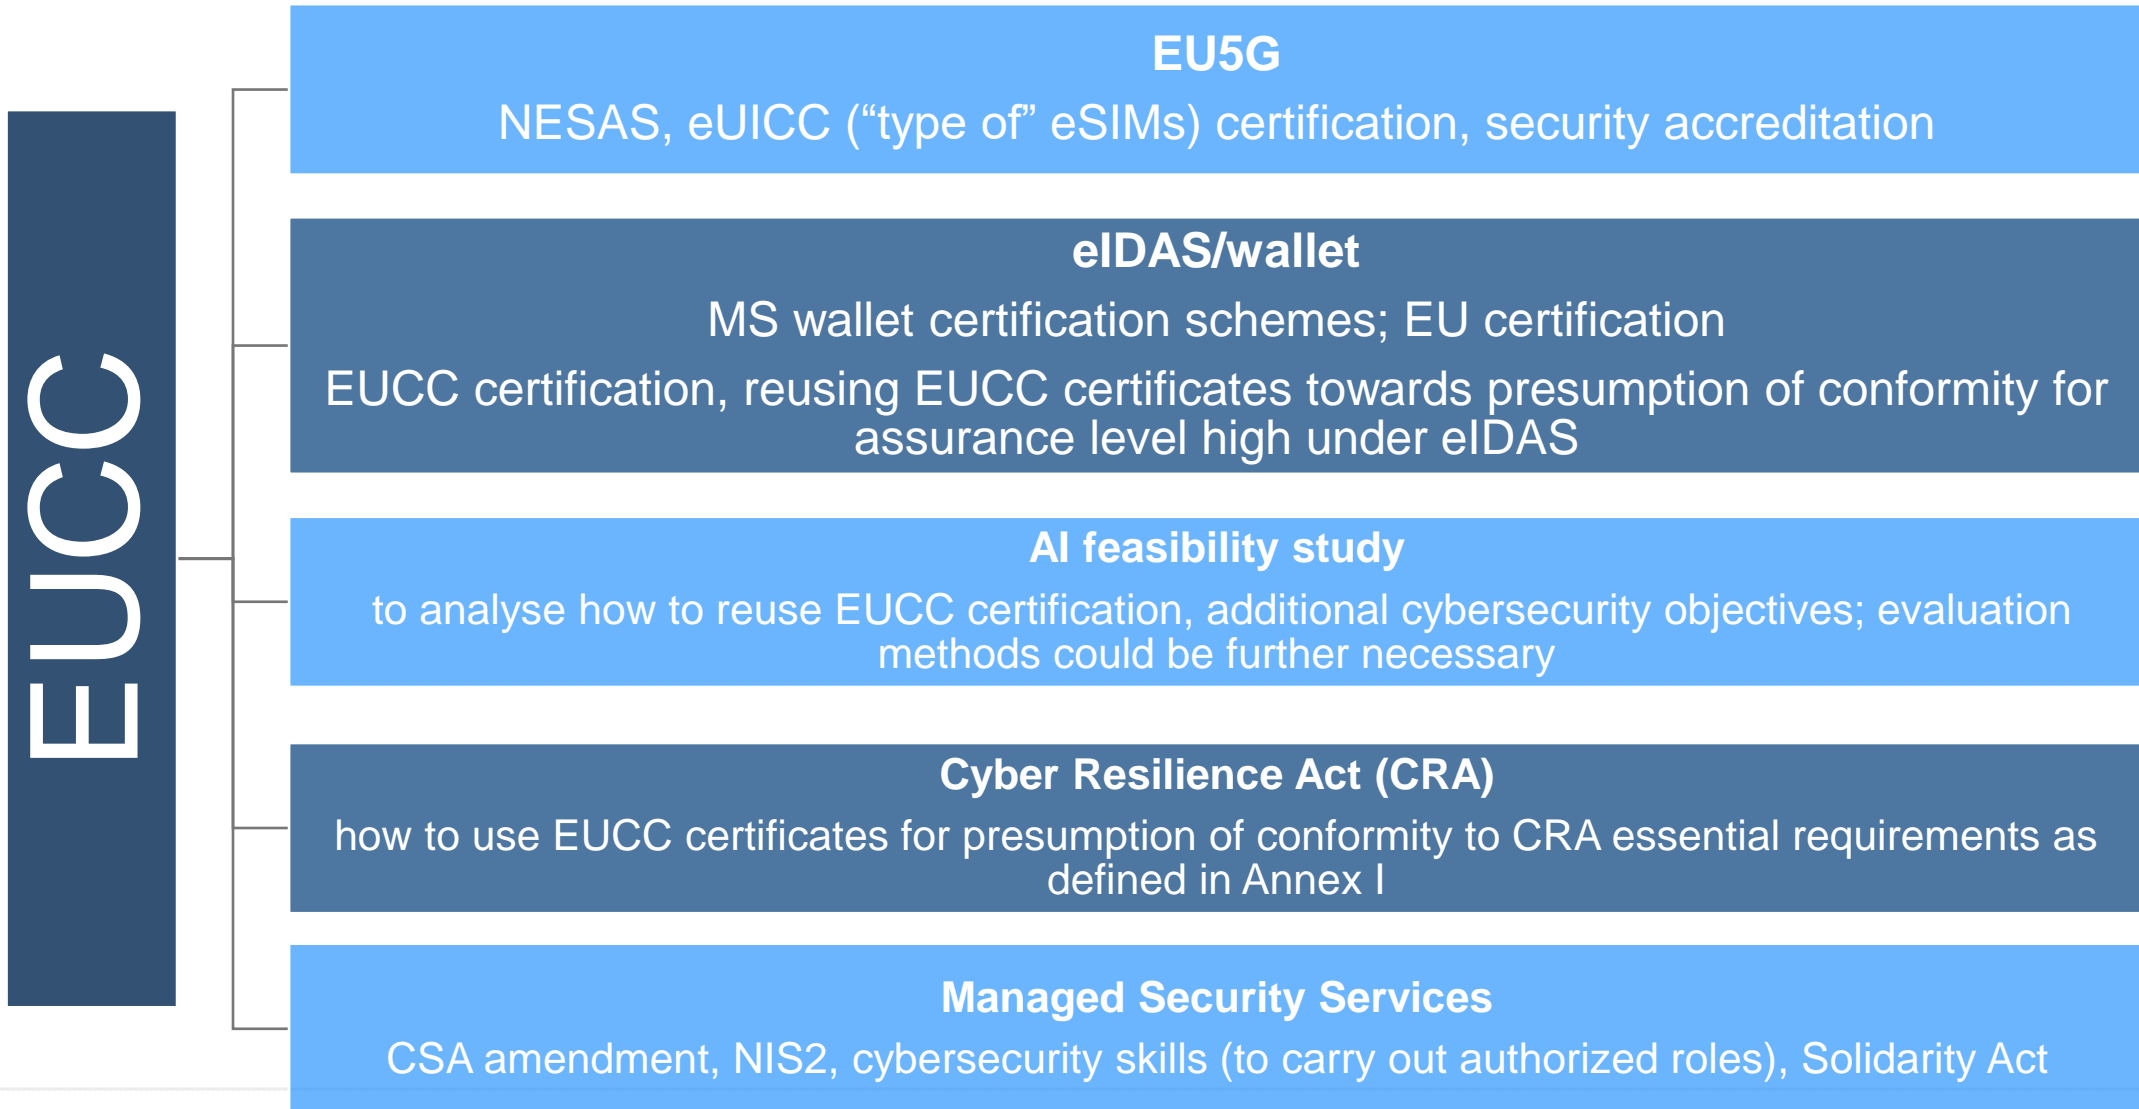 EUCC
EU5G
NESAS, eUICC (“type of” eSIMs) certification, security accreditation
eIDAS/wallet
MS wallet certification schemes; EU certification
EUCC certification, reusing EUCC certificates towards presumption of conformity for
assurance level high under eIDAS
AI feasibility study
to analyse how to reuse EUCC certification, additional cybersecurity objectives; evaluation
methods could be further necessary
Cyber Resilience Act (CRA)
how to use EUCC certificates for presumption of conformity to CRA essential requirements as
defined in Annex I
Managed Security Services
CSA amendment, NIS2, cybersecurity skills (to carry out authorized roles), Solidarity Act